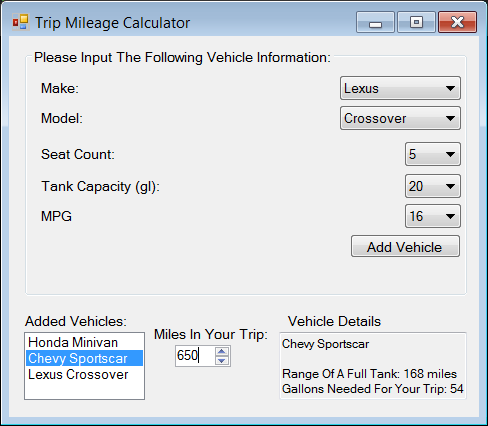 Trip Mileage Calculator
Please Input The Following Vehicle Information:
Make: Lexus
Model: Crossover
Seat Count: 5
Tank Capacity (gl): 20
MPG 16
Add Vehicle
Added Vehicles:
Honda Minivan
Chevy Sportscar
Lexus Crossover
Miles In Your Trip:
650
Vehicle Details
Chevy Sportscar
Range Of A Full Tank: 168 miles
Gallons Needed For Your Trip: 54